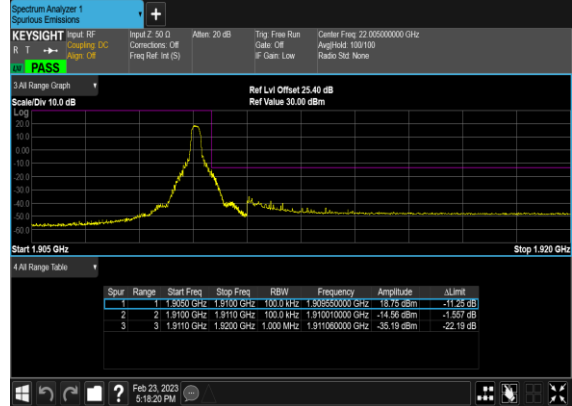 Spectrum Analyzer 1
Spurious Emissions
KEYSIGHT Input: RF Input Z: 50 Ω Atten: 20 dB Trig: Free Run Center Freq: 22.005000000 GHz
R T Coupling: DC Corrections: Off Gate: Off Avg|Hold: 100/100
Align: Off Freq Ref: Int (S) IF Gain: Low Radio Std: None
LW PASS
3 All Range Graph
Ref Lvl Offset 25.40 dB
Scale/Div 10.0 dB Ref Value 30.00 dBm
Log
20.0
10.0
0.00
-10.0
-20.0
-30.0
-40.0
-50.0
-60.0
Start 1.905 GHz Stop 1.920 GHz
4 All Range Table
Spur Range Start Freq Stop Freq RBW Frequency Amplitude ΔLimit
1 1 1.9050 GHz 1.9100 GHz 100.0 kHz 1.909550000 GHz 18.75 dBm -11.25 dB
2 2 1.9100 GHz 1.9110 GHz 100.0 kHz 1.910010000 GHz -14.56 dBm -1.557 dB
3 3 1.9110 GHz 1.9200 GHz 1.000 MHz 1.911060000 GHz -35.19 dBm -22.19 dB
? Feb 23, 2023
5:18:20 PM